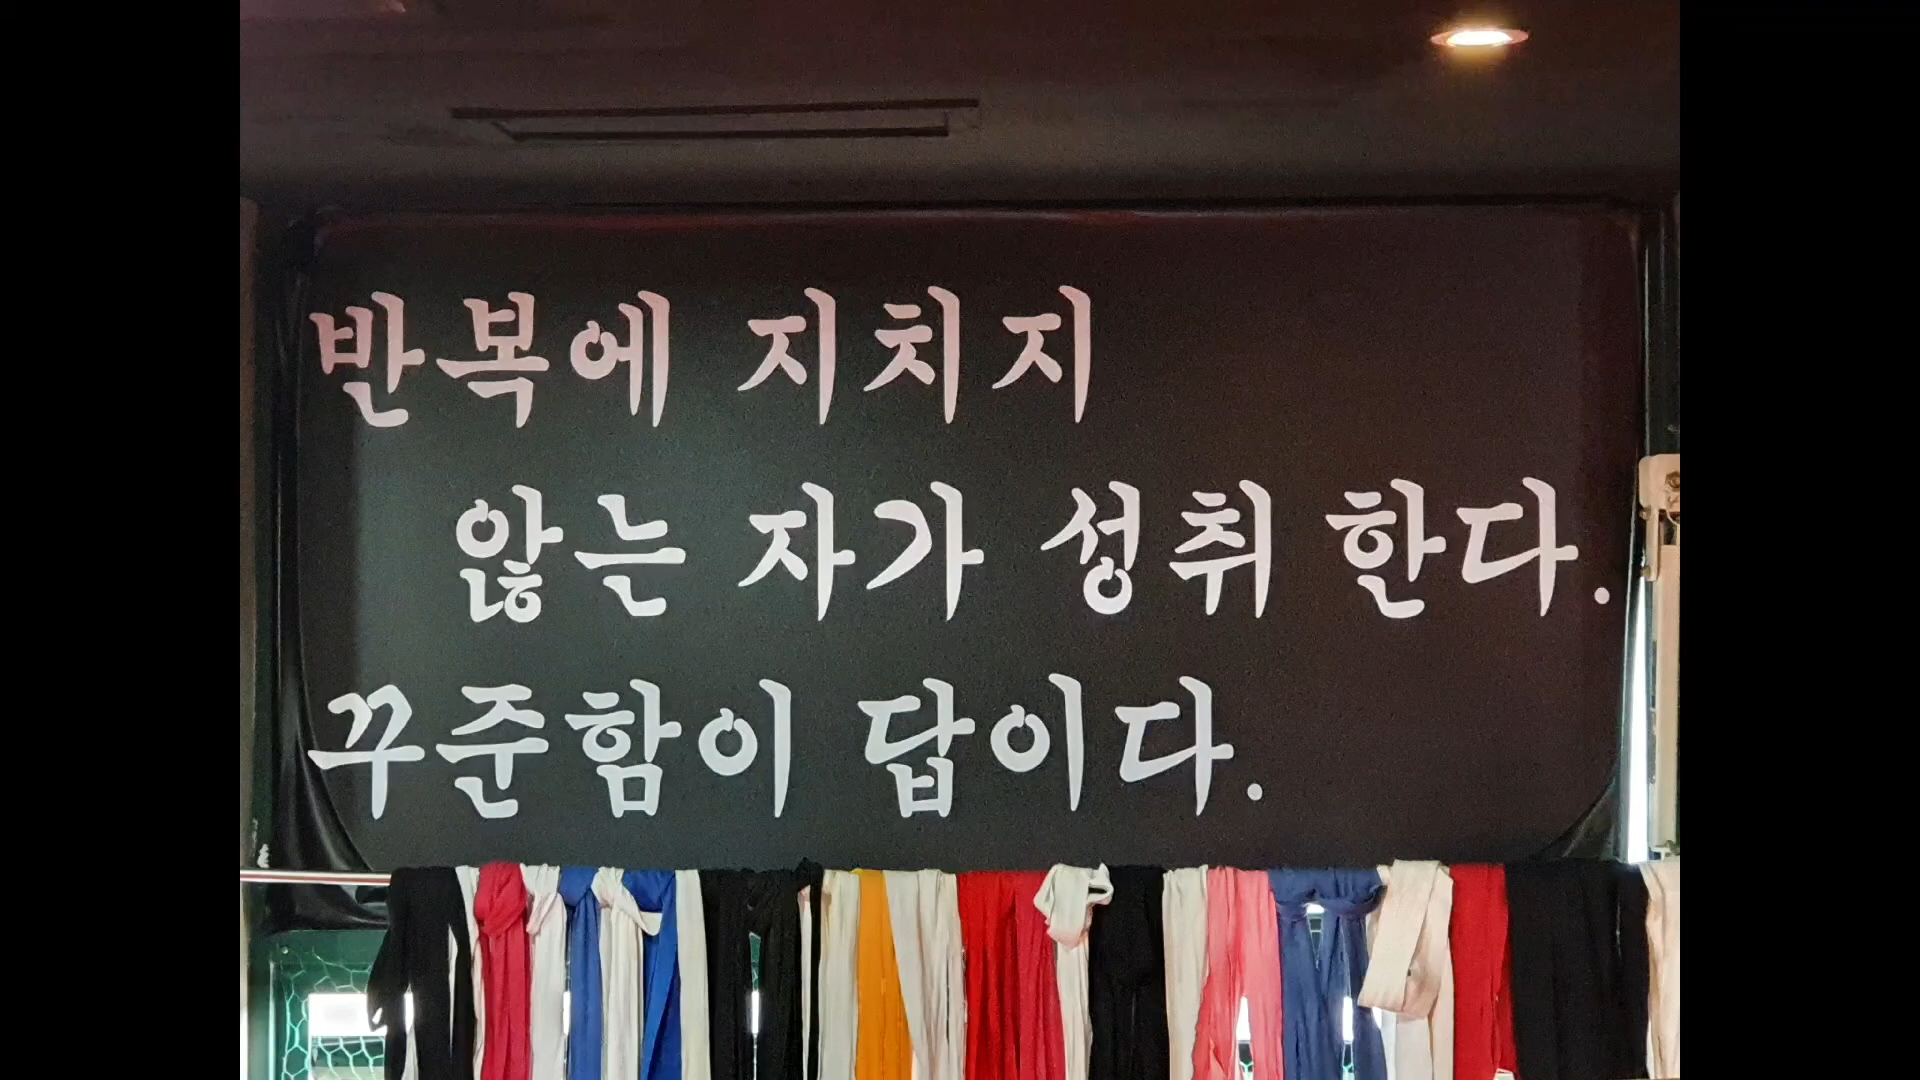 반복에 지치지
않는 자가 성취 한다.
꾸준함이 답이다.